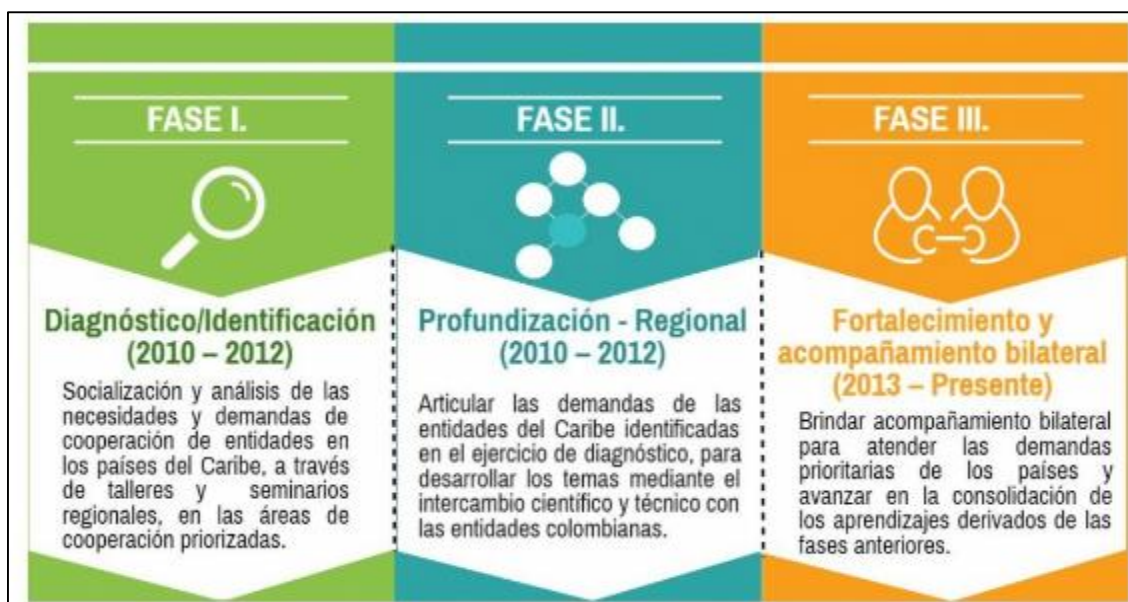 FASE I.
Diagnóstico/Identificación
(2010 – 2012)
Socialización y análisis de las
necesidades y demandas de
cooperación de entidades en
los países del Caribe, a través
de talleres y seminarios
regionales, en las áreas de
cooperación priorizadas.
FASE II.
Profundización - Regional
(2010 – 2012)
Articular las demandas de las
entidades del Caribe identificadas
en el ejercicio de diagnóstico, para
desarrollar los temas mediante el
intercambio científico y técnico con
las entidades colombianas.
FASE III.
Fortalecimiento y
acompañamiento bilateral
(2013 – Presente)
Brindar acompañamiento bilateral
para atender las demandas
prioritarias de los países y
avanzar en la consolidación de
los aprendizajes derivados de las
fases anteriores.